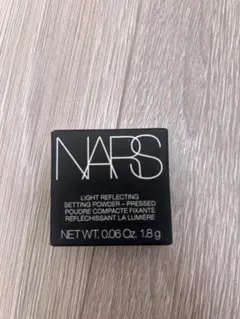 NARS
LIGHT REFLECTING
SETTING POWDER – PRESSED
POUDRE COMPACTE FIXANTE
RÉFLÉCHISSANT LA LUMIÈRE
NET WT. 0.06 Oz. 1.8 g